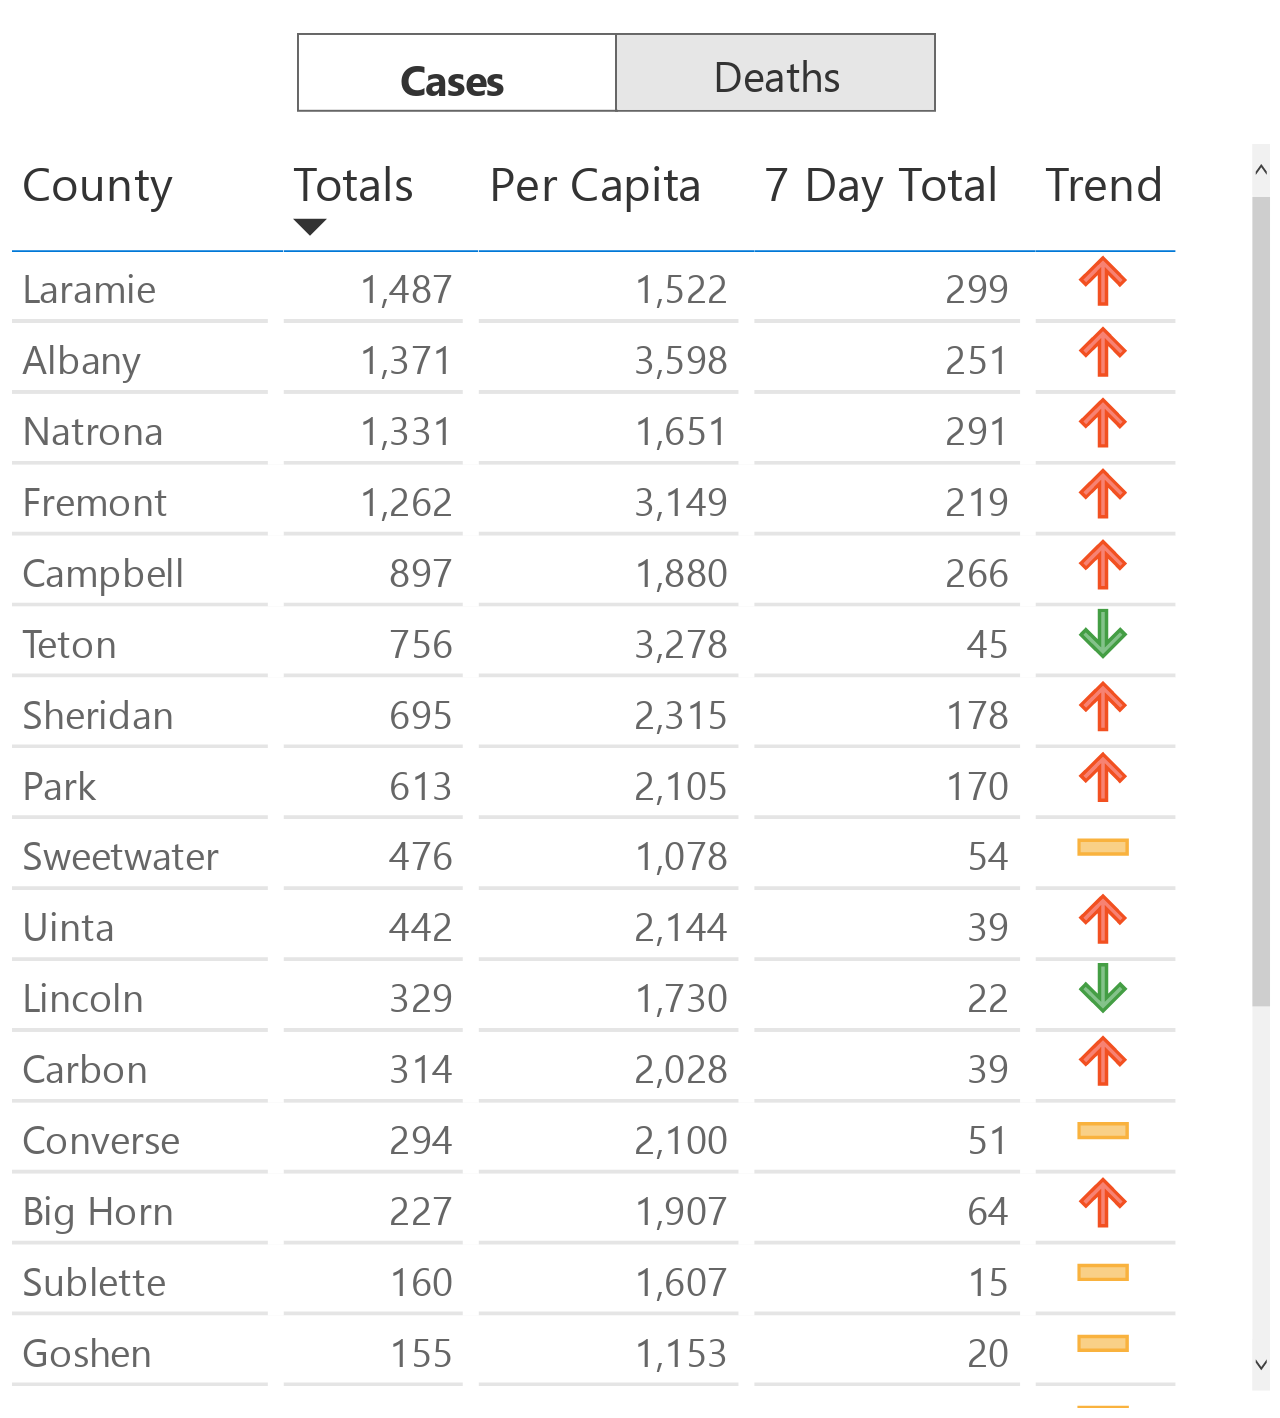 Cases Deaths
County Totals Per Capita 7 Day Total Trend
Laramie 1,487 1,522 299
Albany 1,371 3,598 251
Natrona 1,331 1,651 291
Fremont 1,262 3,149 219
Campbell 897 1,880 266
Teton 756 3,278 45
Sheridan 695 2,315 178
Park 613 2,105 170
Sweetwater 476 1,078 54
Uinta 442 2,144 39
Lincoln 329 1,730 22
Carbon 314 2,028 39
Converse 294 2,100 51
Big Horn 227 1,907 64
Sublette 160 1,607 15
Goshen 155 1,153 20